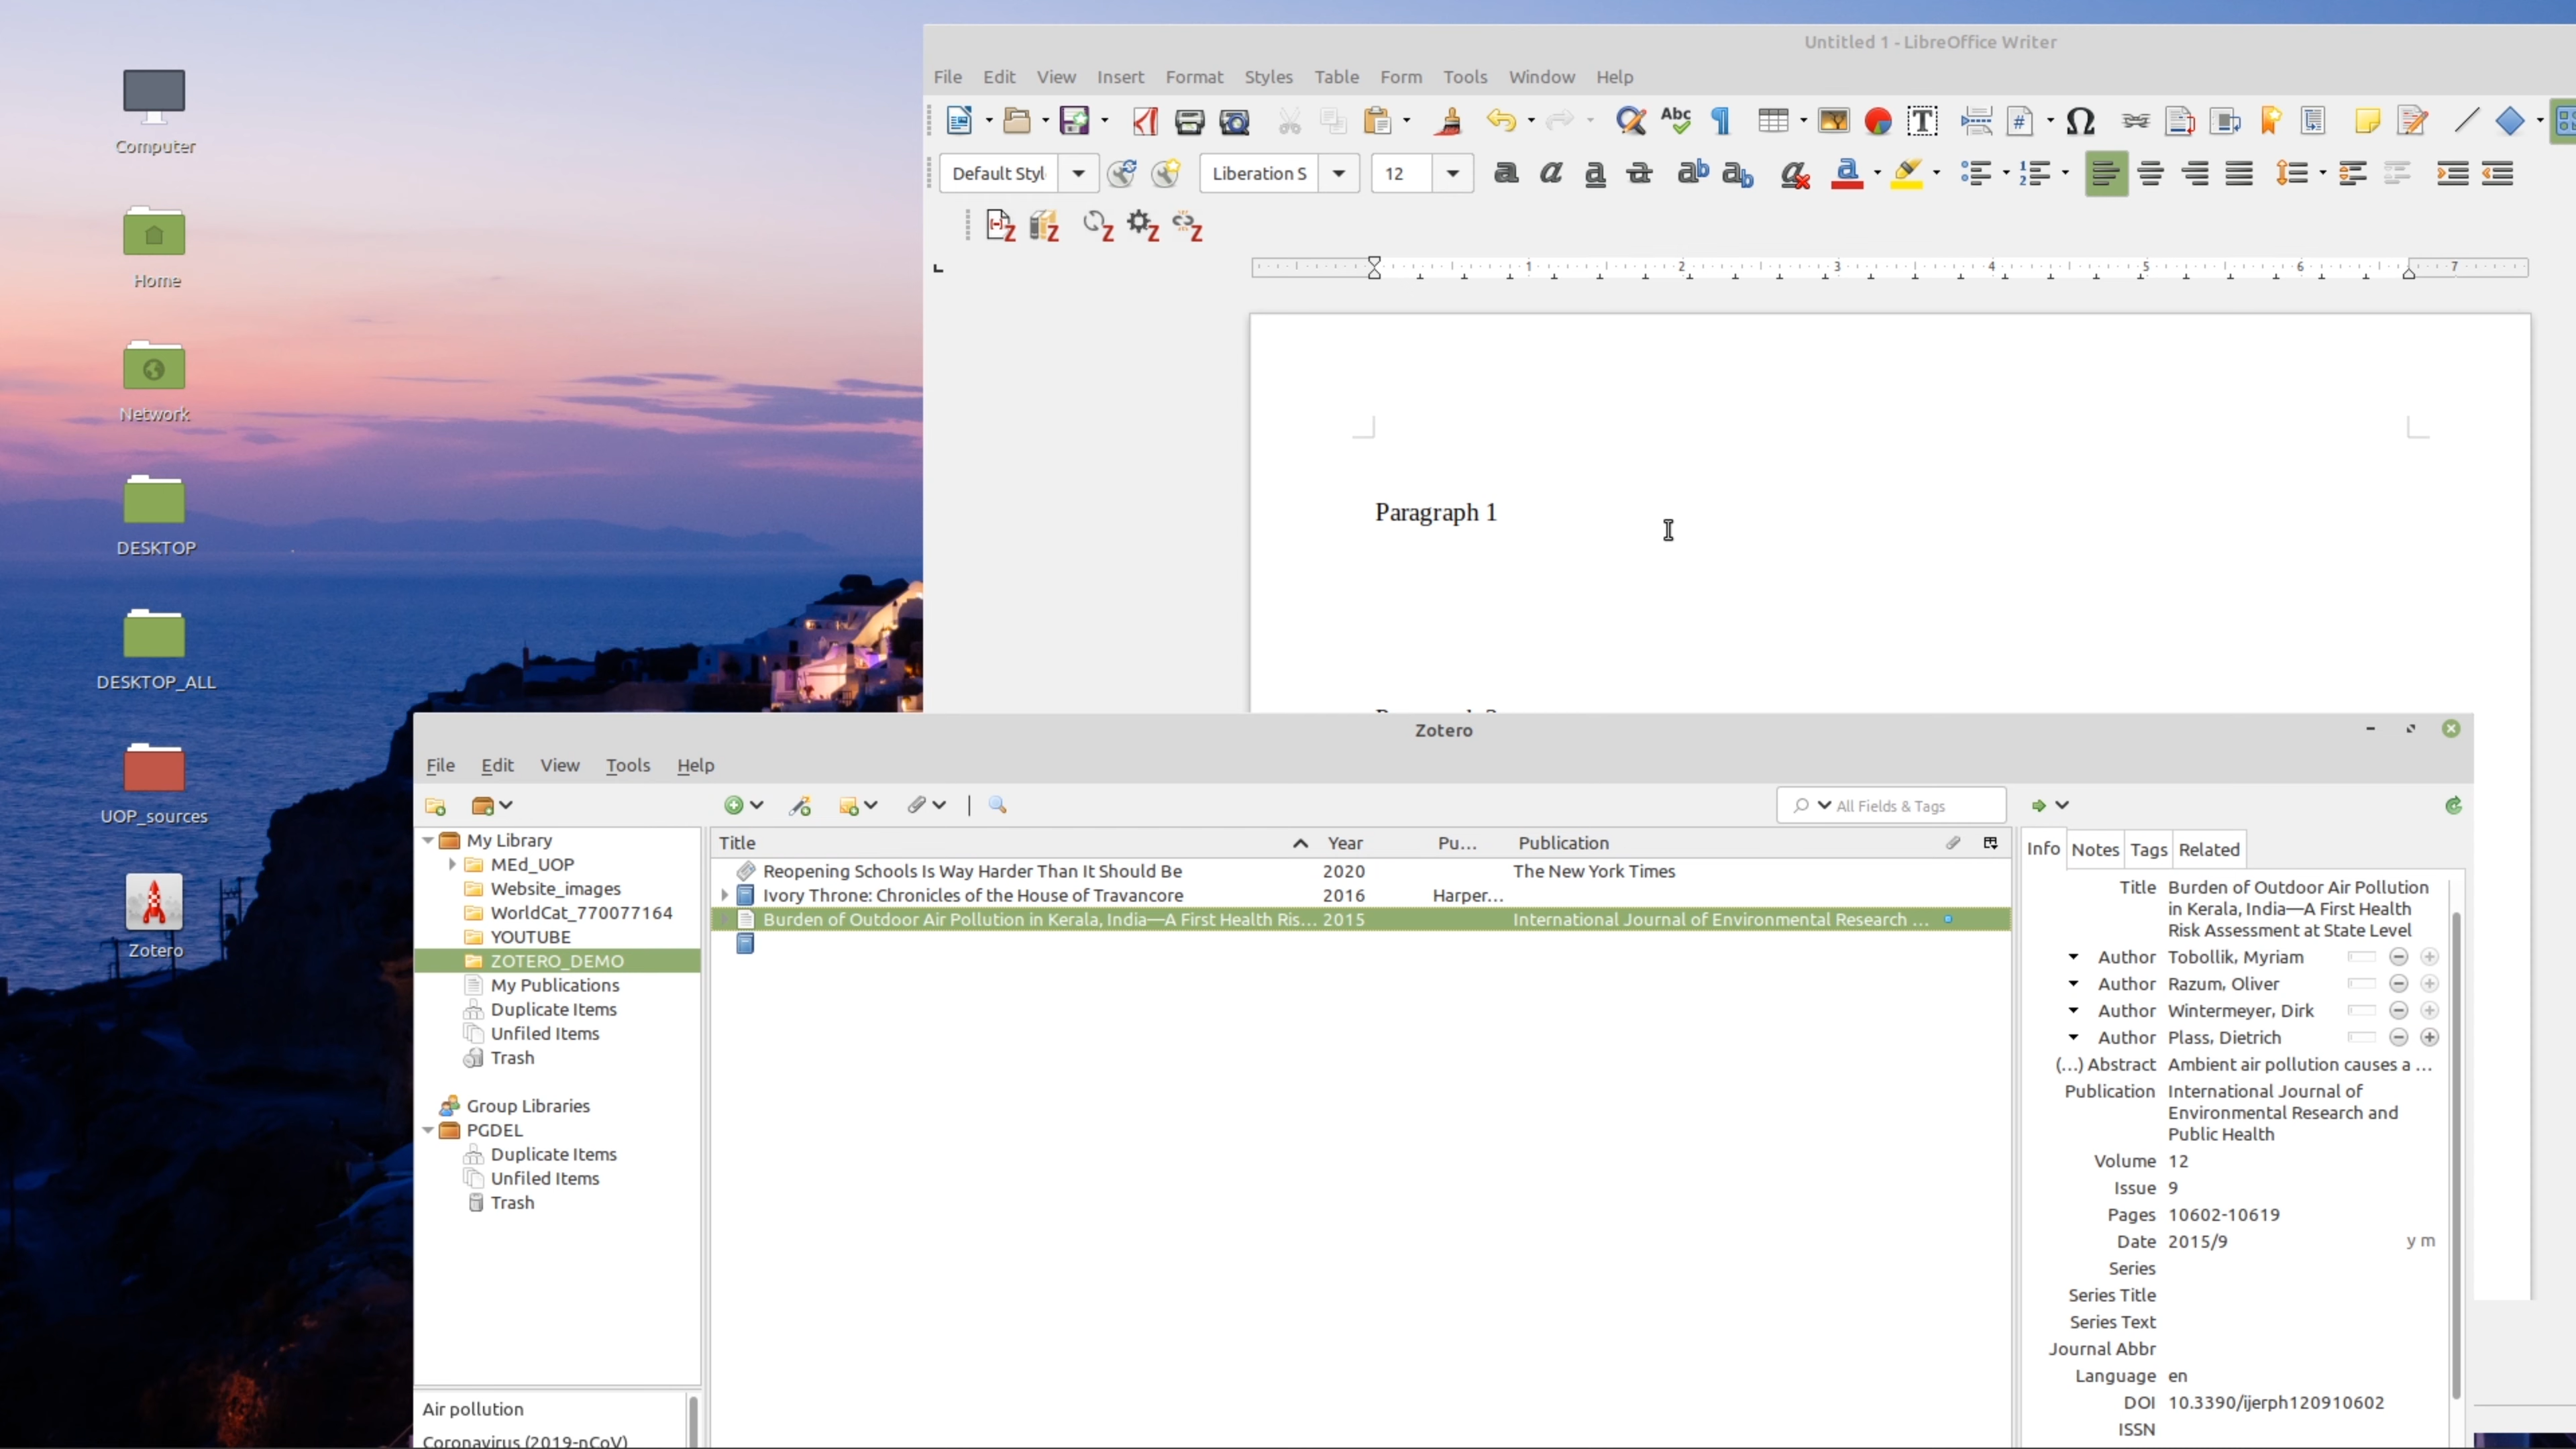 Computer
Home
Network
DESKTOP
DESKTOP_ALL
UOP_sources
Zotero
Untitled 1 - LibreOffice Writer
File Edit View Insert Format Styles Table Form Tools Window Help
Default Styl Liberation S 12
1 2 3 4 5 6 7
Paragraph 1
Zotero
File Edit View Tools Help
All Fields & Tags
My Library
MEd_UOP
Website_images
WorldCat_770077164
YOUTUBE
ZOTERO_DEMO
My Publications
Duplicate Items
Unfiled Items
Trash
Group Libraries
PGDEL
Duplicate Items
Unfiled Items
Trash
Air pollution
Coronavirus (2019-nCoV)
Title Year Pu... Publication
Reopening Schools Is Way Harder Than It Should Be 2020 The New York Times
Ivory Throne: Chronicles of the House of Travancore 2016 Harper...
Burden of Outdoor Air Pollution in Kerala, India—A First Health Ris... 2015 International Journal of Environmental Research ...
Info Notes Tags Related
Title Burden of Outdoor Air Pollution
in Kerala, India—A First Health
Risk Assessment at State Level
Author Tobollik, Myriam
Author Razum, Oliver
Author Wintermeyer, Dirk
Author Plass, Dietrich
(...) Abstract Ambient air pollution causes a ...
Publication International Journal of
Environmental Research and
Public Health
Volume 12
Issue 9
Pages 10602-10619
Date 2015/9 y m
Series
Series Title
Series Text
Journal Abbr
Language en
DOI 10.3390/ijerph120910602
ISSN